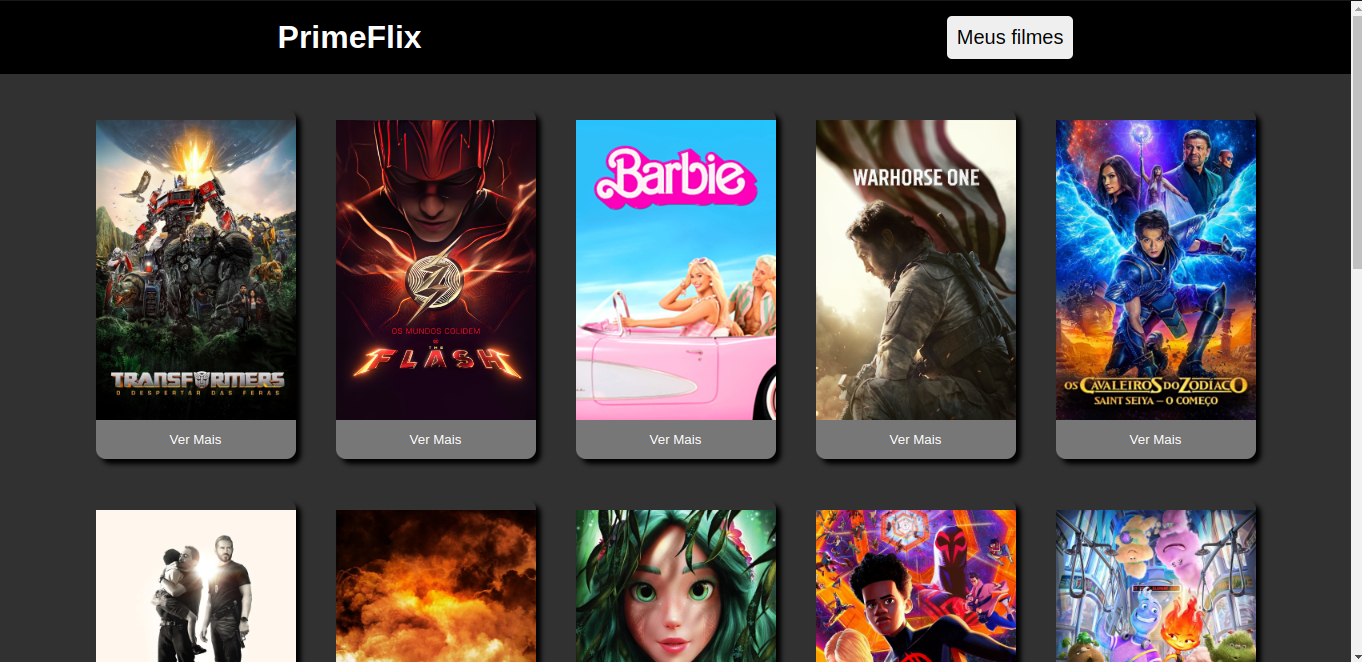 PrimeFlix
Meus filmes
TRANSFORMERS
O DESPERTAR DAS FERAS
OS MUNDOS COLIDEM
THE
FLASH
Barbie
WARHORSE ONE
OS CAVALEIROS DO ZODÍACO
SAINT SEIYA – O COMEÇO
Ver Mais
Ver Mais
Ver Mais
Ver Mais
Ver Mais